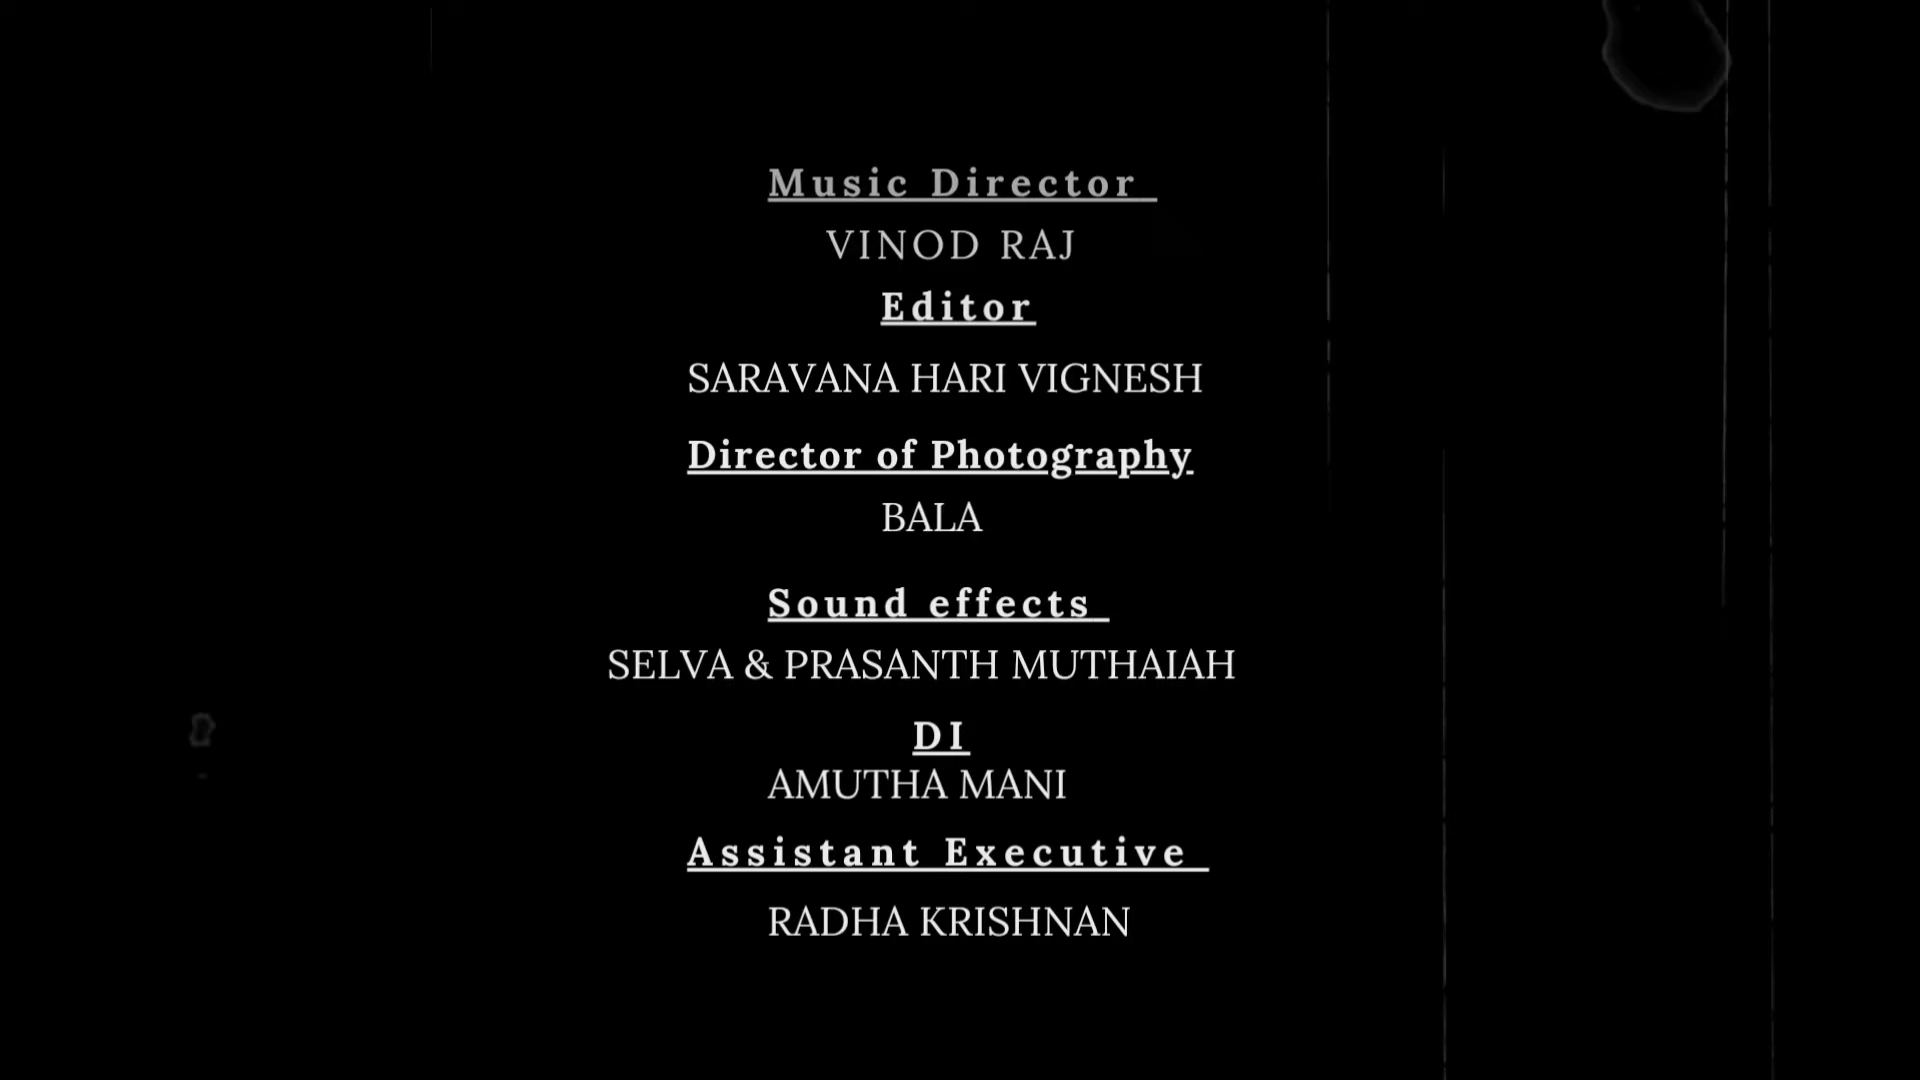 Music Director
VINOD RAJ
Editor
SARAVANA HARI VIGNESH
Director of Photography
BALA
Sound effects
SELVA & PRASANTH MUTHAIAH
DI
AMUTHA MANI
Assistant Executive
RADHA KRISHNAN